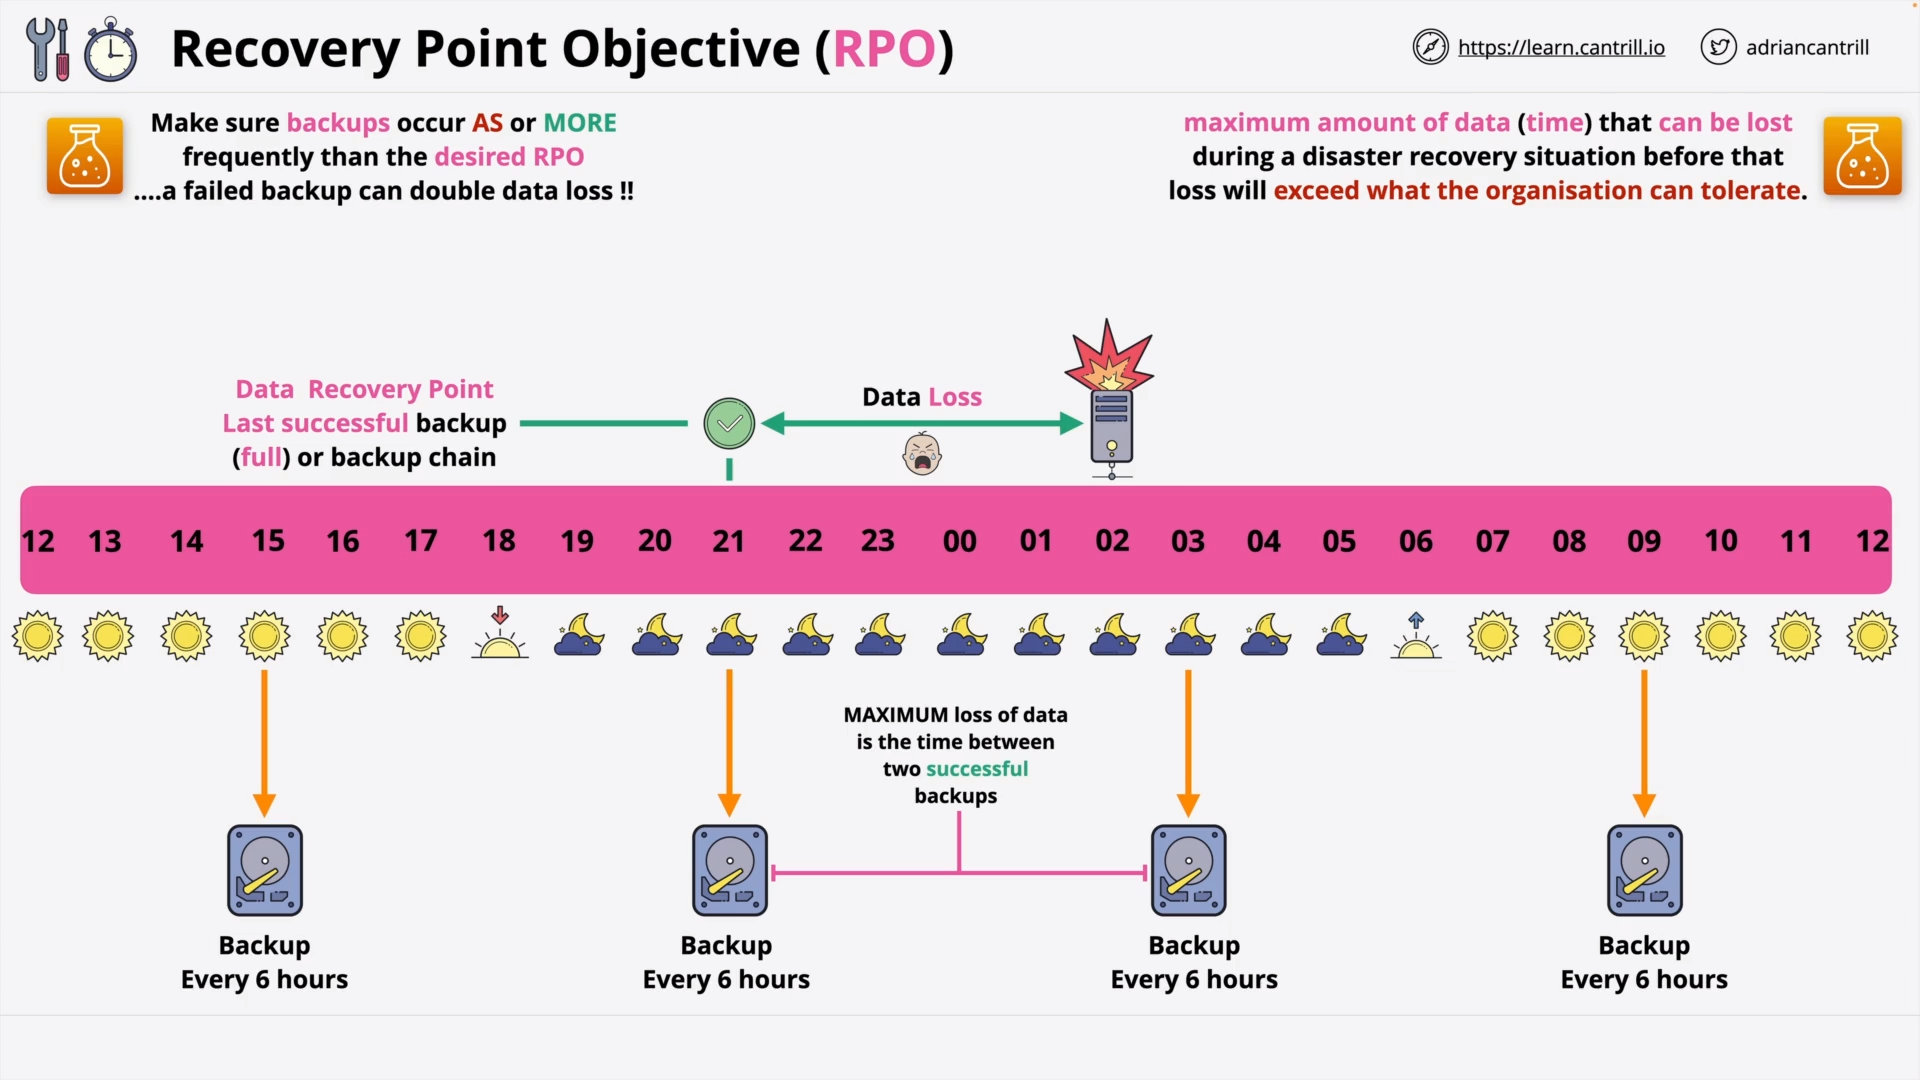 Recovery Point Objective (RPO)
https://learn.cantrill.io
adriancantrill
Make sure backups occur AS or MORE
frequently than the desired RPO
....a failed backup can double data loss !!
maximum amount of data (time) that can be lost
during a disaster recovery situation before that
loss will exceed what the organisation can tolerate.
Data Recovery Point
Last successful backup
(full) or backup chain
Data Loss
12 13 14 15 16 17 18 19 20 21 22 23 00 01 02 03 04 05 06 07 08 09 10 11 12
MAXIMUM loss of data
is the time between
two successful
backups
Backup
Every 6 hours
Backup
Every 6 hours
Backup
Every 6 hours
Backup
Every 6 hours